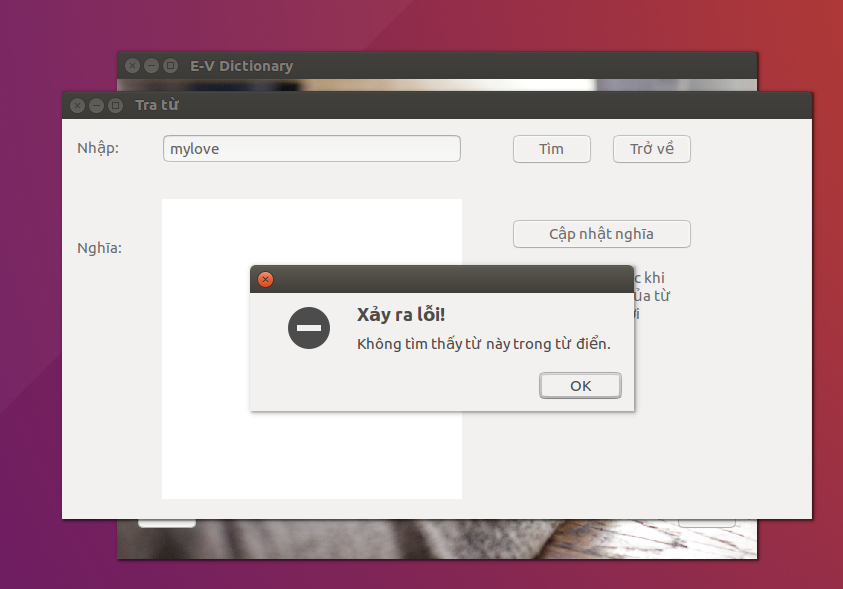 E-V Dictionary
Tra từ
Nhập:
mylove
Tìm
Trở về
Nghĩa:
Cập nhật nghĩa
khi
của từ
Xảy ra lỗi!
Không tìm thấy từ này trong từ điển.
OK